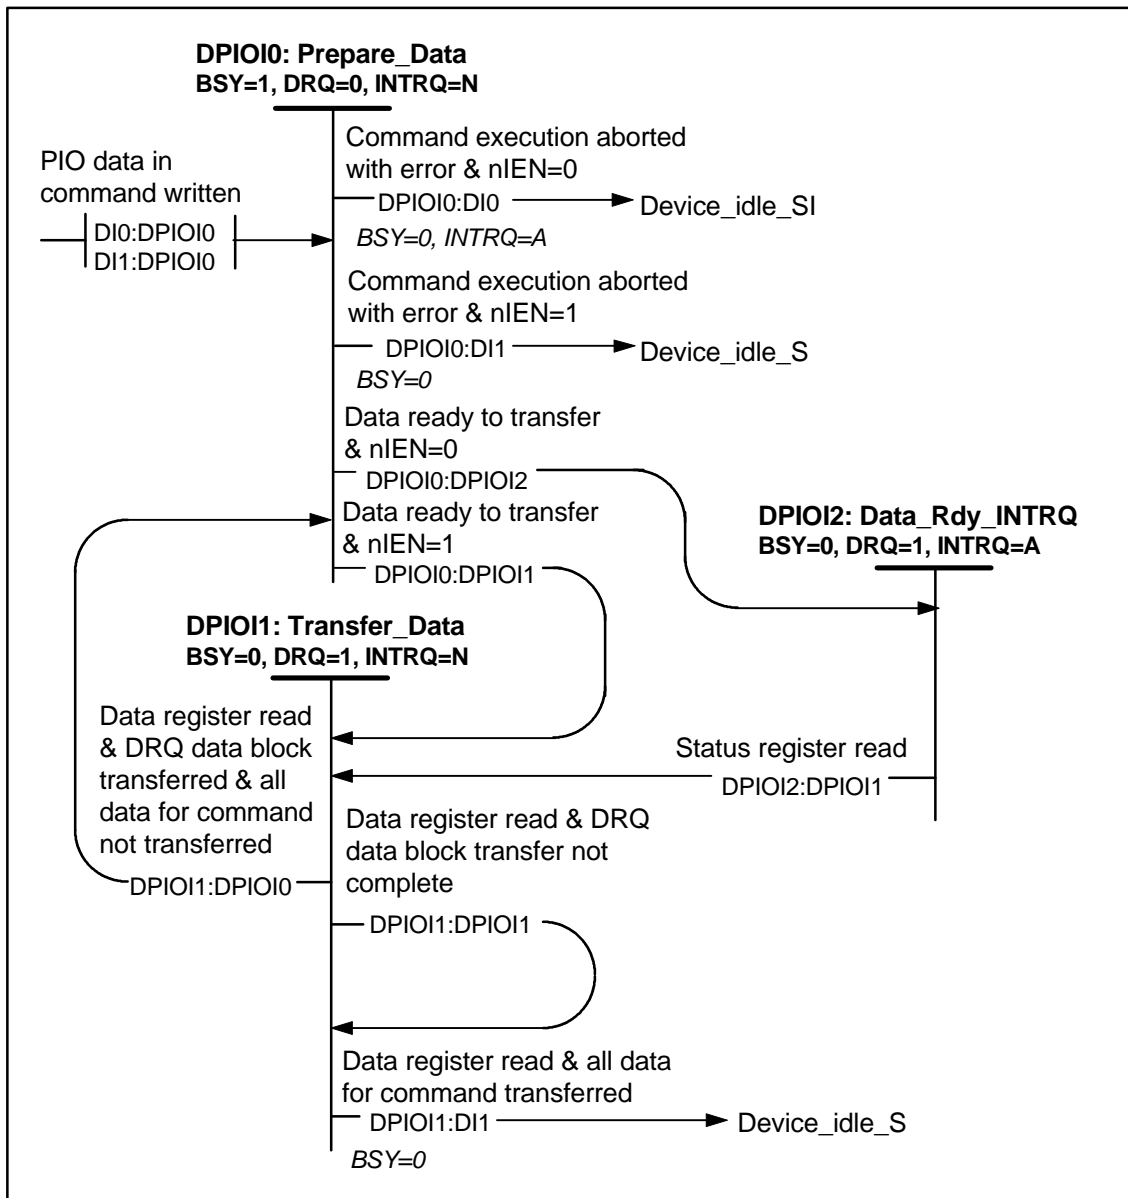 DPIOI0: Prepare_Data
BSY=1, DRQ=0, INTRQ=N
PIO data in
command written
DI0:DPIOI0
DI1:DPIOI0
Command execution aborted
with error & nIEN=0
DPIOI0:DI0
Device_idle_SI
BSY=0, INTRQ=A
Command execution aborted
with error & nIEN=1
DPIOI0:DI1
Device_idle_S
BSY=0
Data ready to transfer
& nIEN=0
DPIOI0:DPIOI2
Data ready to transfer
& nIEN=1
DPIOI0:DPIOI1
DPIOI2: Data_Rdy_INTRQ
BSY=0, DRQ=1, INTRQ=A
DPIOI1: Transfer_Data
BSY=0, DRQ=1, INTRQ=N
Data register read
& DRQ data block
transferred & all
data for command
not transferred
DPIOI1:DPIOI0
Status register read
DPIOI2:DPIOI1
Data register read & DRQ
data block transfer not
complete
DPIOI1:DPIOI1
Data register read & all data
for command transferred
DPIOI1:DI1
Device_idle_S
BSY=0